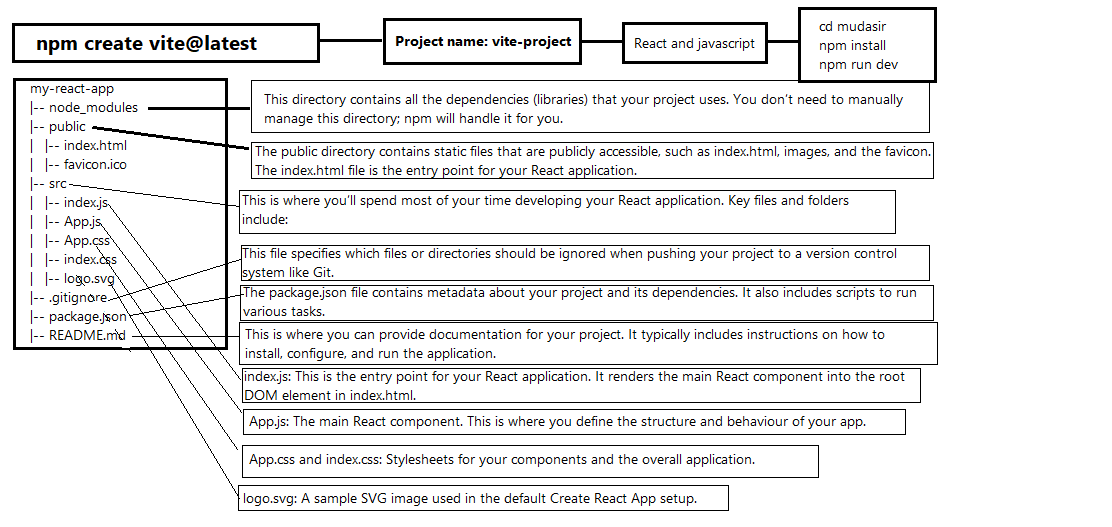 npm create vite@latest
Project name: vite-project
React and javascript
cd mudasir
npm install
npm run dev
my-react-app
|-- node_modules
|-- public
|   |-- index.html
|   |-- favicon.ico
|-- src
|   |-- index.js
|   |-- App.js
|   |-- App.css
|   |-- index.css
|   |-- logo.svg
|-- .gitignore
|-- package.json
|-- README.md
This directory contains all the dependencies (libraries) that your project uses. You don't need to manually
manage this directory; npm will handle it for you.
The public directory contains static files that are publicly accessible, such as index.html, images, and the favicon.
The index.html file is the entry point for your React application.
This is where you'll spend most of your time developing your React application. Key files and folders
include:
This file specifies which files or directories should be ignored when pushing your project to a version control
system like Git.
The package.json file contains metadata about your project and its dependencies. It also includes scripts to run
various tasks.
This is where you can provide documentation for your project. It typically includes instructions on how to
install, configure, and run the application.
index.js: This is the entry point for your React application. It renders the main React component into the root
DOM element in index.html.
App.js: The main React component. This is where you define the structure and behaviour of your app.
App.css and index.css: Stylesheets for your components and the overall application.
logo.svg: A sample SVG image used in the default Create React App setup.